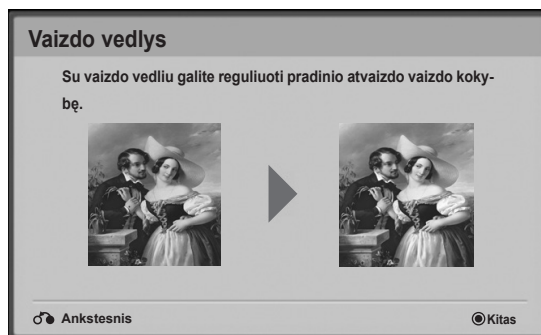 Vaizdo vedlys
Su vaizdo vedliu galite reguliuoti pradinio atvaizdo vaizdo koky-
bę.
Ankstesnis
Kitas